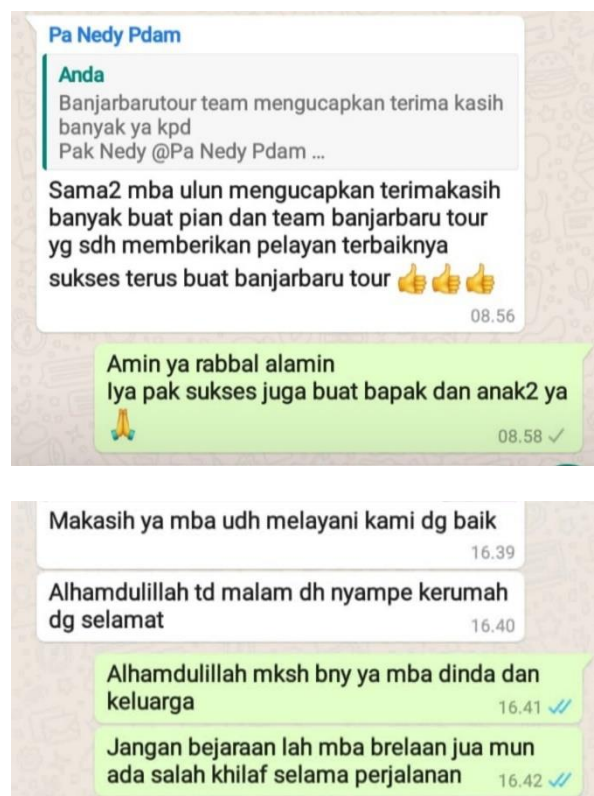 Pa Nedy Pdam
Anda
Banjarbarutour team mengucapkan terima kasih
banyak ya kpd
Pak Nedy @Pa Nedy Pdam ...
Sama2 mba ulun mengucapkan terimakasih
banyak buat pian dan team banjarbaru tour
yg sdh memberikan pelayan terbaiknya
sukses terus buat banjarbaru tour 👍👍👍
08.56
Amin ya rabbal alamin
Iya pak sukses juga buat bapak dan anak2 ya
🙏
08.58
Makasih ya mba udh melayani kami dg baik
16.39
Alhamdulillah td malam dh nyampe kerumah
dg selamat
16.40
Alhamdulillah mksh bny ya mba dinda dan
keluarga
16.41
Jangan bejaraan lah mba brelaan jua mun
ada salah khilaf selama perjalanan
16.42